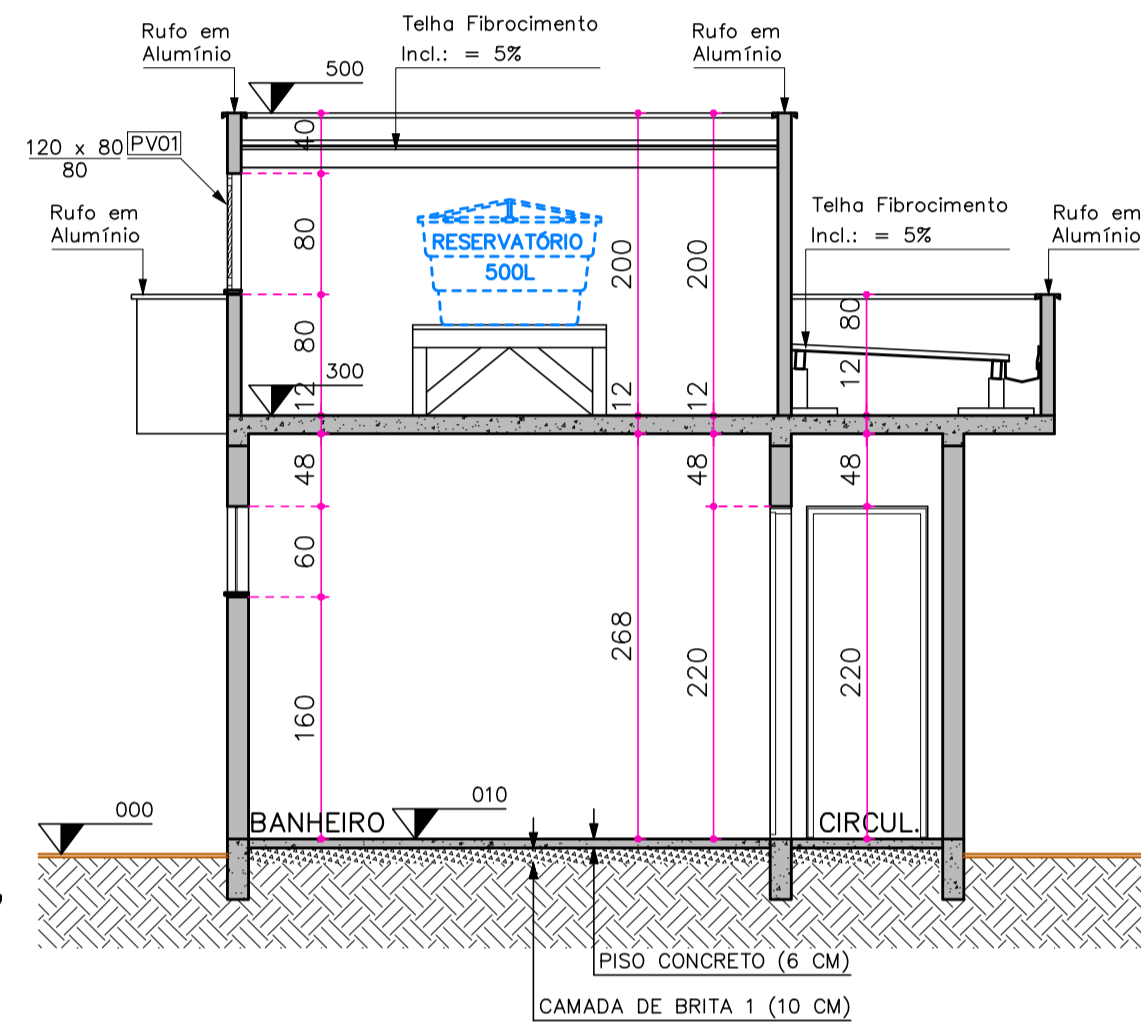 Rufo em
Alumínio
Telha Fibrocimento
Incl.: = 5%
Rufo em
Alumínio
500
40
120 x 80
80
PV01
Rufo em
Alumínio
Telha Fibrocimento
Incl.: = 5%
Rufo em
Alumínio
RESERVATÓRIO
500L
80
200
200
80
80
12
300
12
12
12
48
48
48
60
268
160
220
220
000
BANHEIRO
010
CIRCUL.
PISO CONCRETO (6 CM)
CAMADA DE BRITA 1 (10 CM)